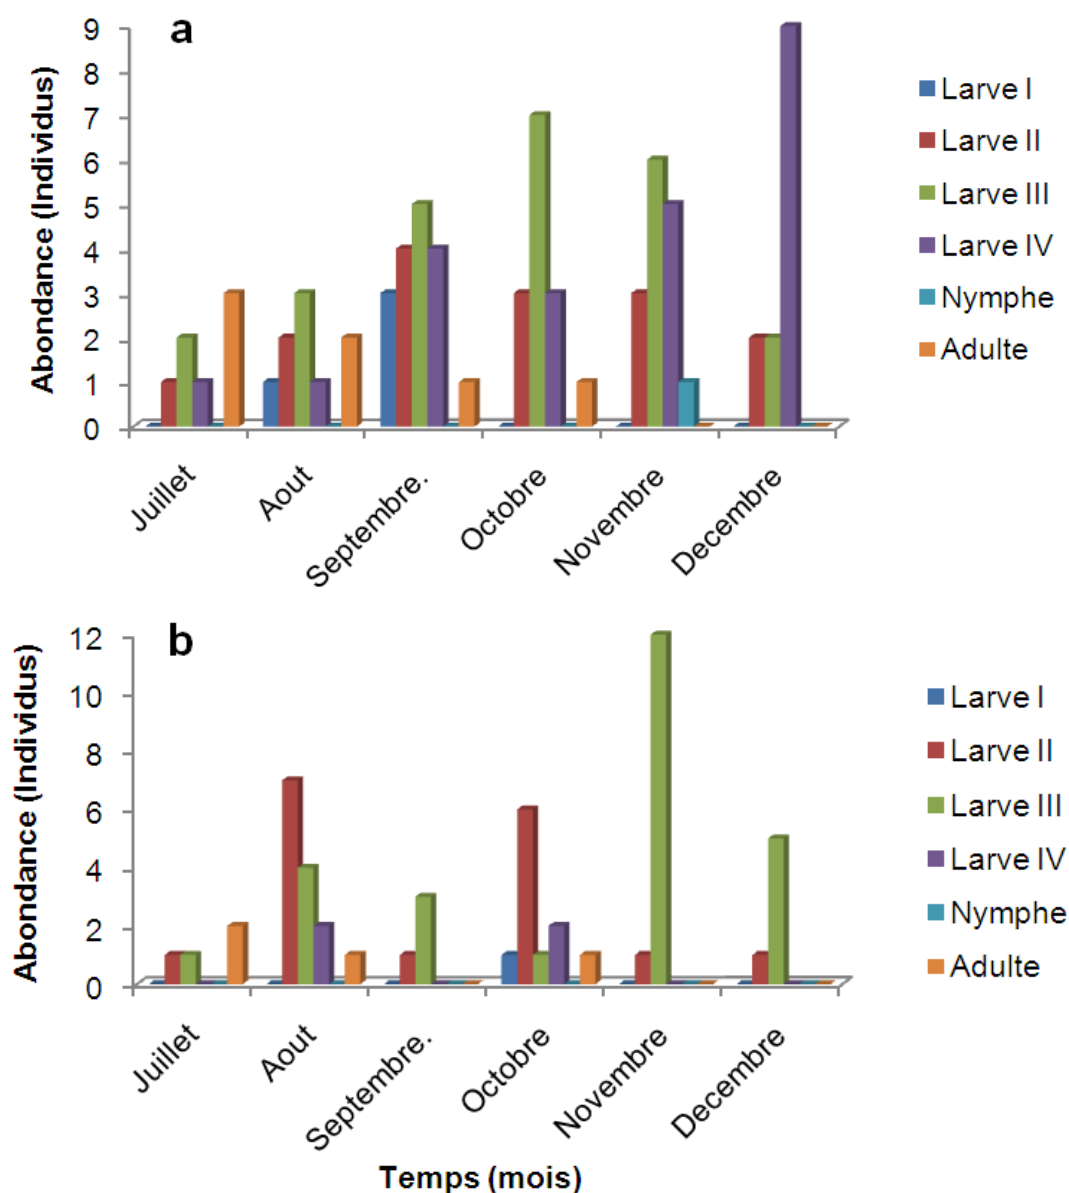 a
Abondance (Individus)
9
8
7
6
5
4
3
2
1
0
Juillet
Aout
Septembre.
Octobre
Novembre
Decembre
Larve I
Larve II
Larve III
Larve IV
Nymphe
Adulte
b
Abondance (Individus)
12
10
8
6
4
2
0
Juillet
Aout
Septembre.
Octobre
Novembre
Decembre
Larve I
Larve II
Larve III
Larve IV
Nymphe
Adulte
Temps (mois)